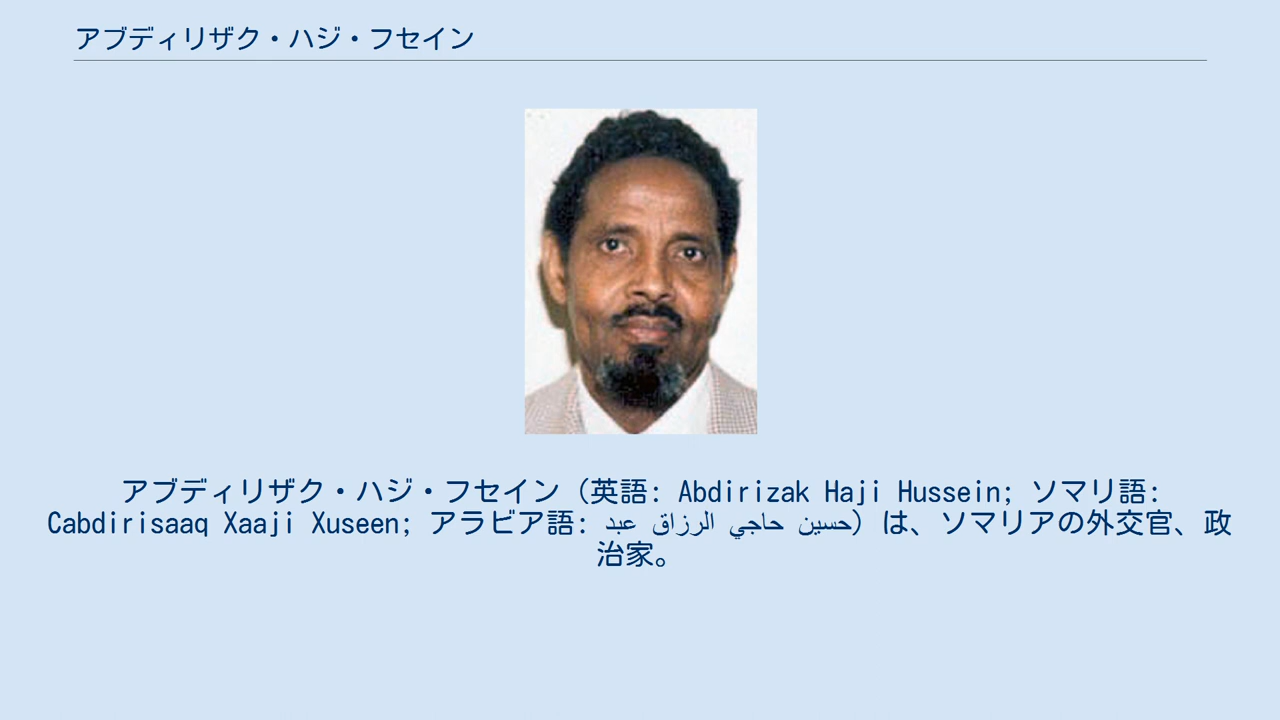 アブディリザク・ハジ・フセイン
アブディリザク・ハジ・フセイン（英語: Abdirizak Haji Hussein; ソマリ語:
Cabdirisaaq Xaaji Xuseen; アラビア語: حسين حاجي الرزاق عبد）は、ソマリアの外交官、政
治家。